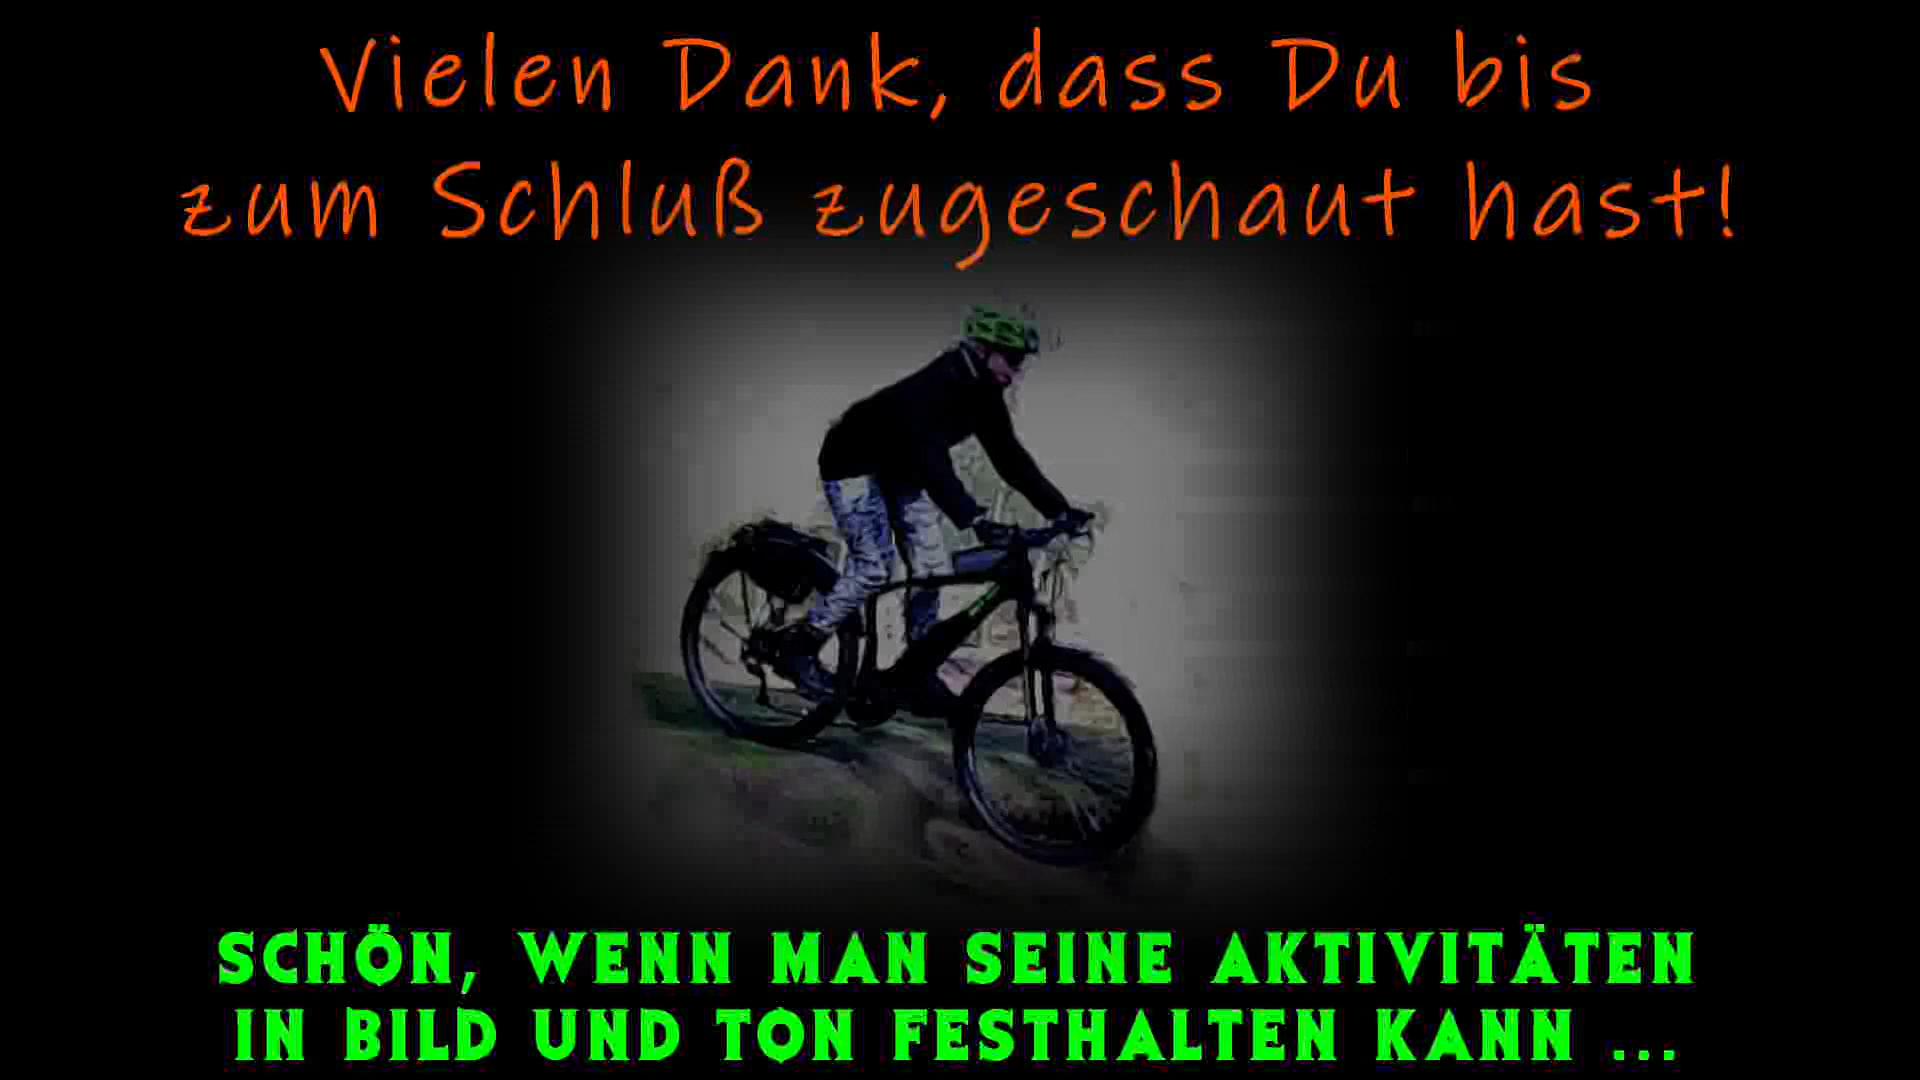 Vielen Dank, dass Du bis
zum Schluß zugeschaut hast!
SCHÖN, WENN MAN SEINE AKTIVITÄTEN
IN BILD UND TON FESTHALTEN KANN ...